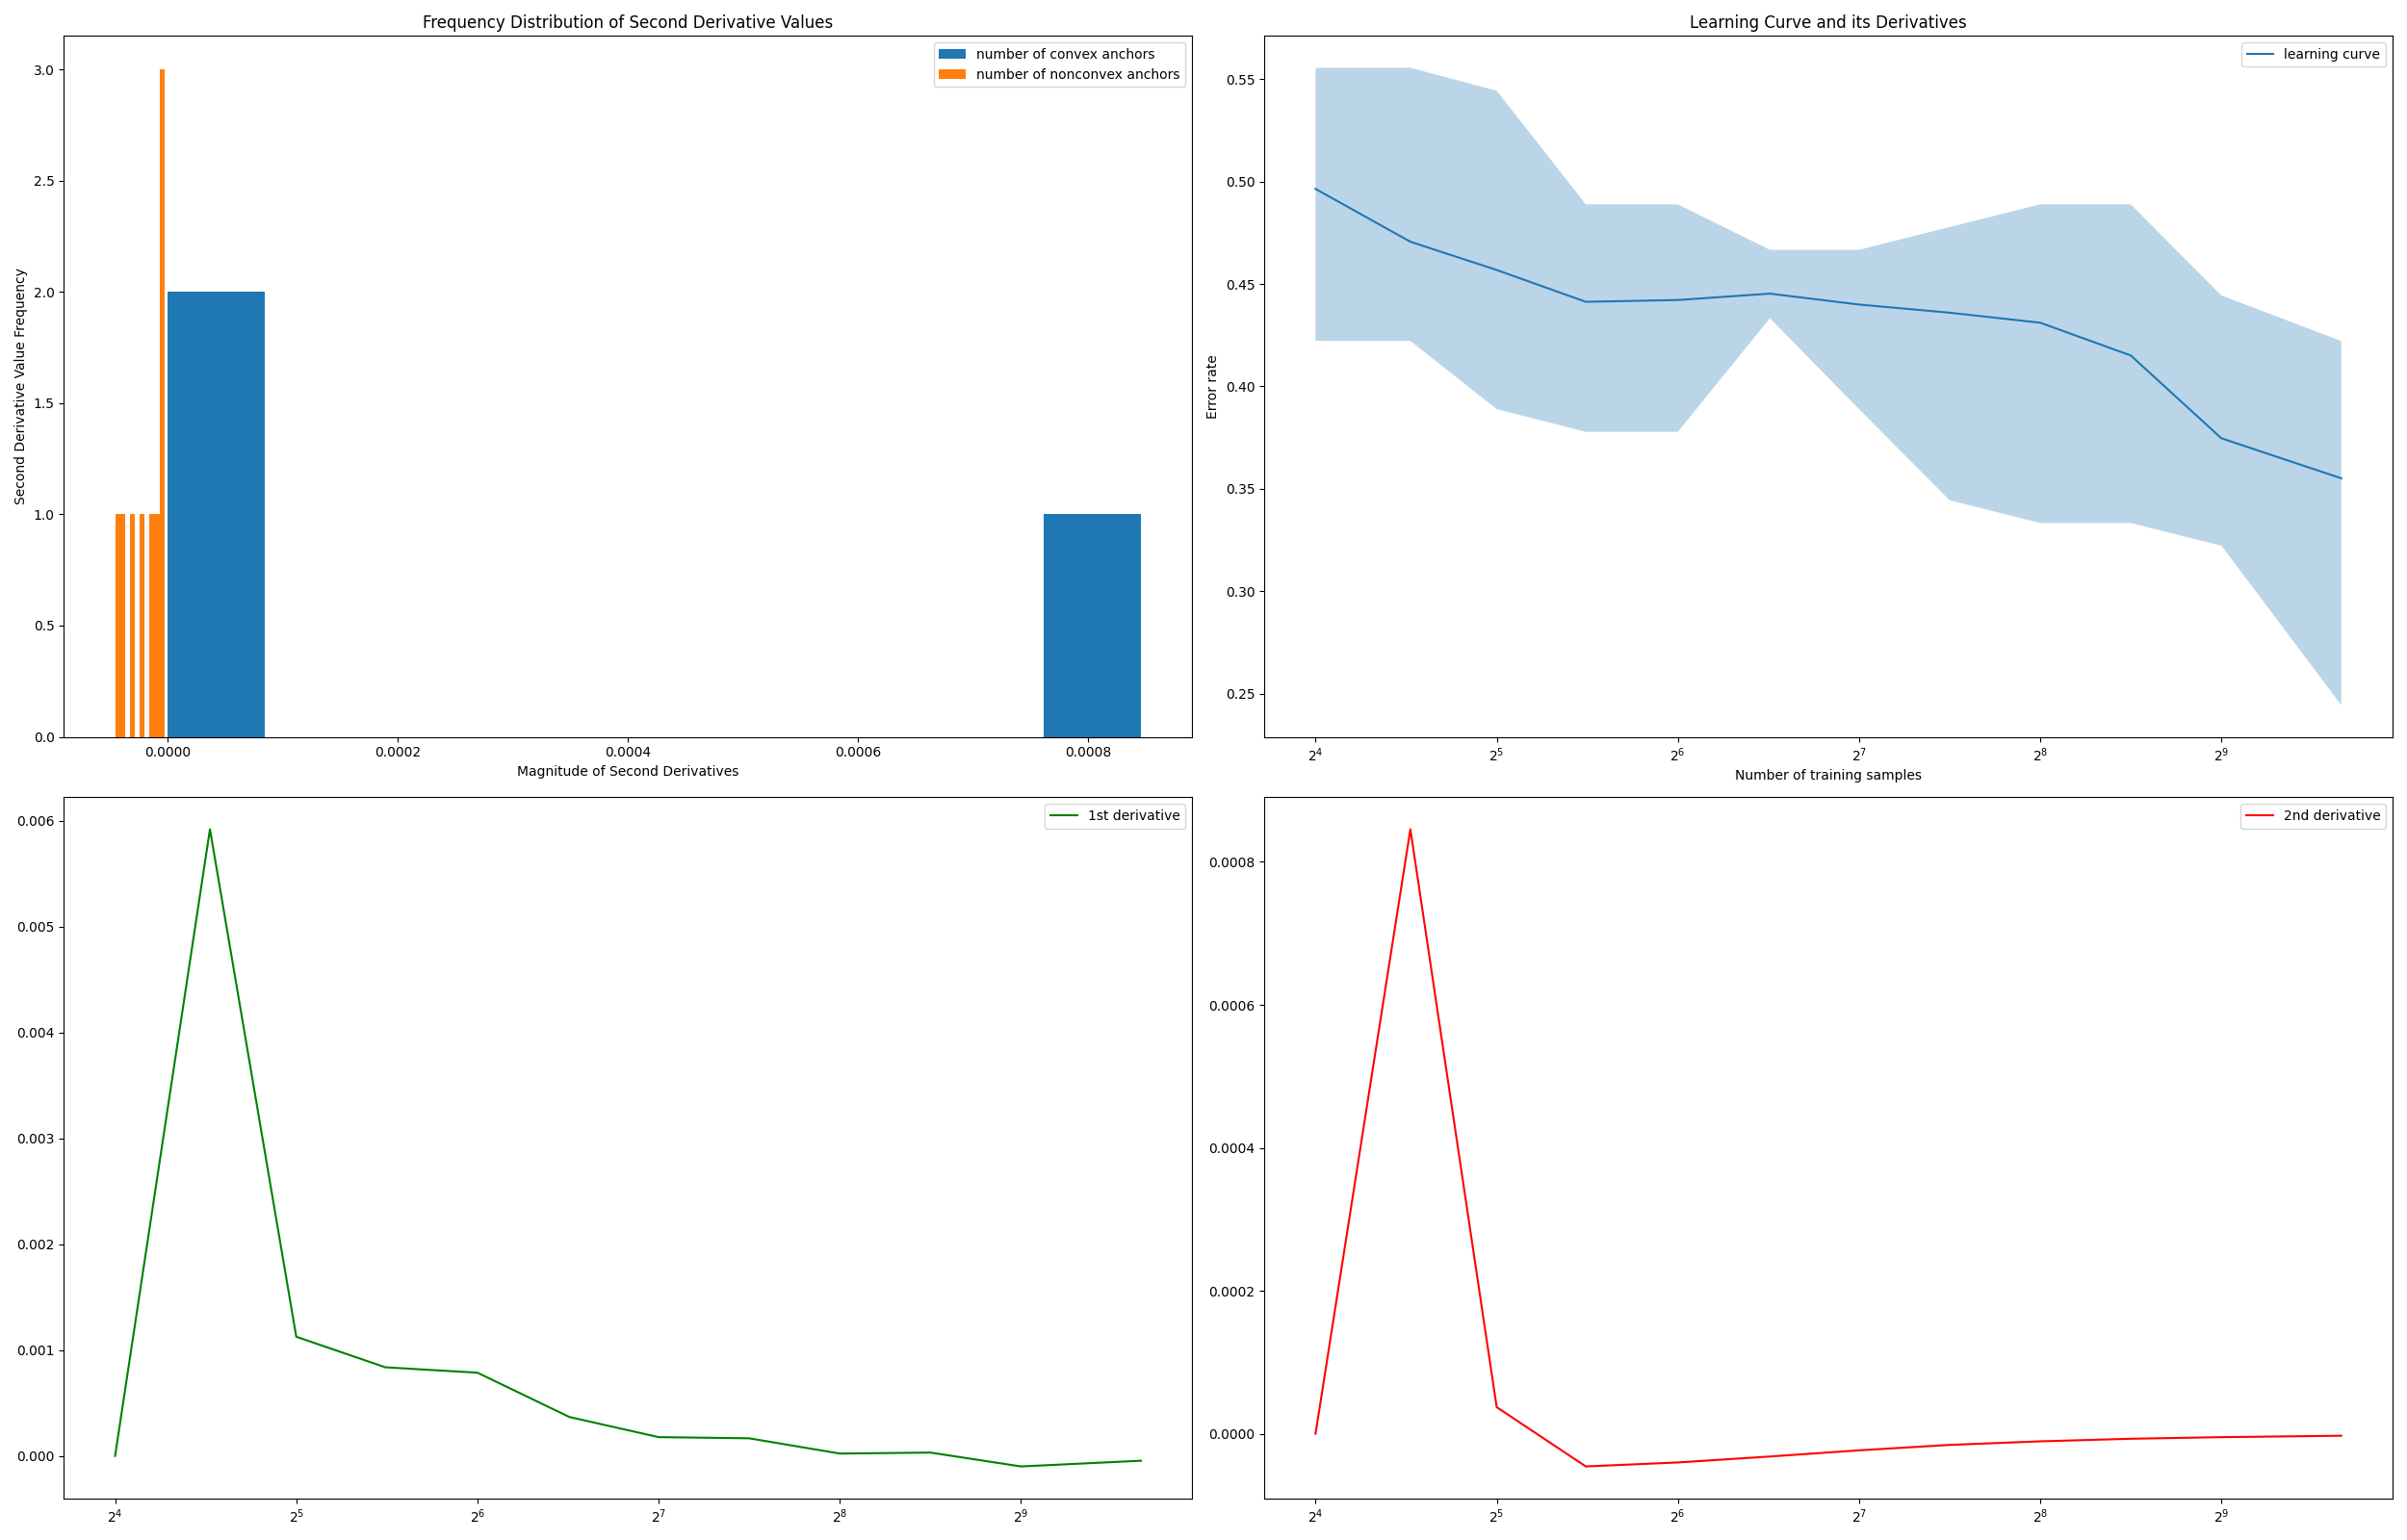 Frequency Distribution of Second Derivative Values
number of convex anchors
number of nonconvex anchors
Second Derivative Value Frequency
3.0
2.5
2.0
1.5
1.0
0.5
0.0
0.0000 0.0002 0.0004 0.0006 0.0008
Magnitude of Second Derivatives
Learning Curve and its Derivatives
learning curve
Error rate
0.55
0.50
0.45
0.40
0.35
0.30
0.25
2⁴ 2⁵ 2⁶ 2⁷ 2⁸ 2⁹
Number of training samples
1st derivative
0.006
0.005
0.004
0.003
0.002
0.001
0.000
2⁴ 2⁵ 2⁶ 2⁷ 2⁸ 2⁹
2nd derivative
0.0008
0.0006
0.0004
0.0002
0.0000
2⁴ 2⁵ 2⁶ 2⁷ 2⁸ 2⁹